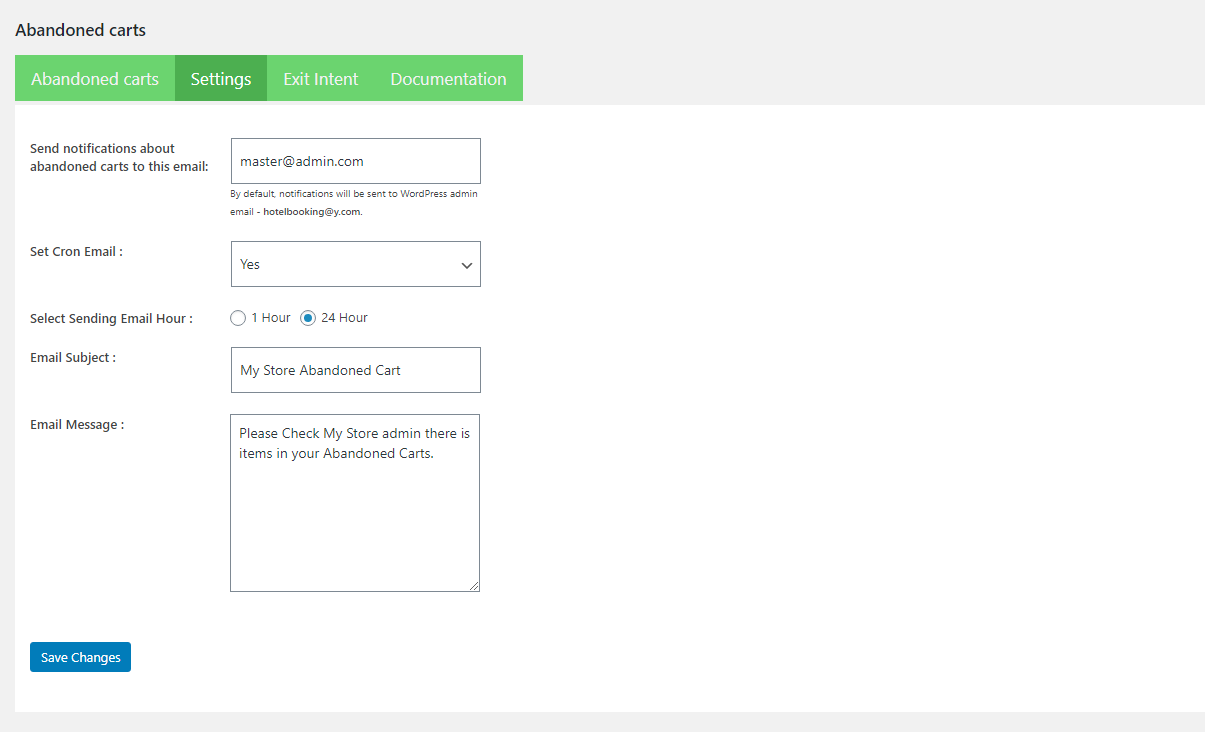 Abandoned carts
Abandoned carts Settings Exit Intent Documentation
Send notifications about
abandoned carts to this email:
master@admin.com
By default, notifications will be sent to WordPress admin
email - hotelbooking@y.com.
Set Cron Email :
Yes
Select Sending Email Hour :
1 Hour 24 Hour
Email Subject :
My Store Abandoned Cart
Email Message :
Please Check My Store admin there is
items in your Abandoned Carts.
Save Changes